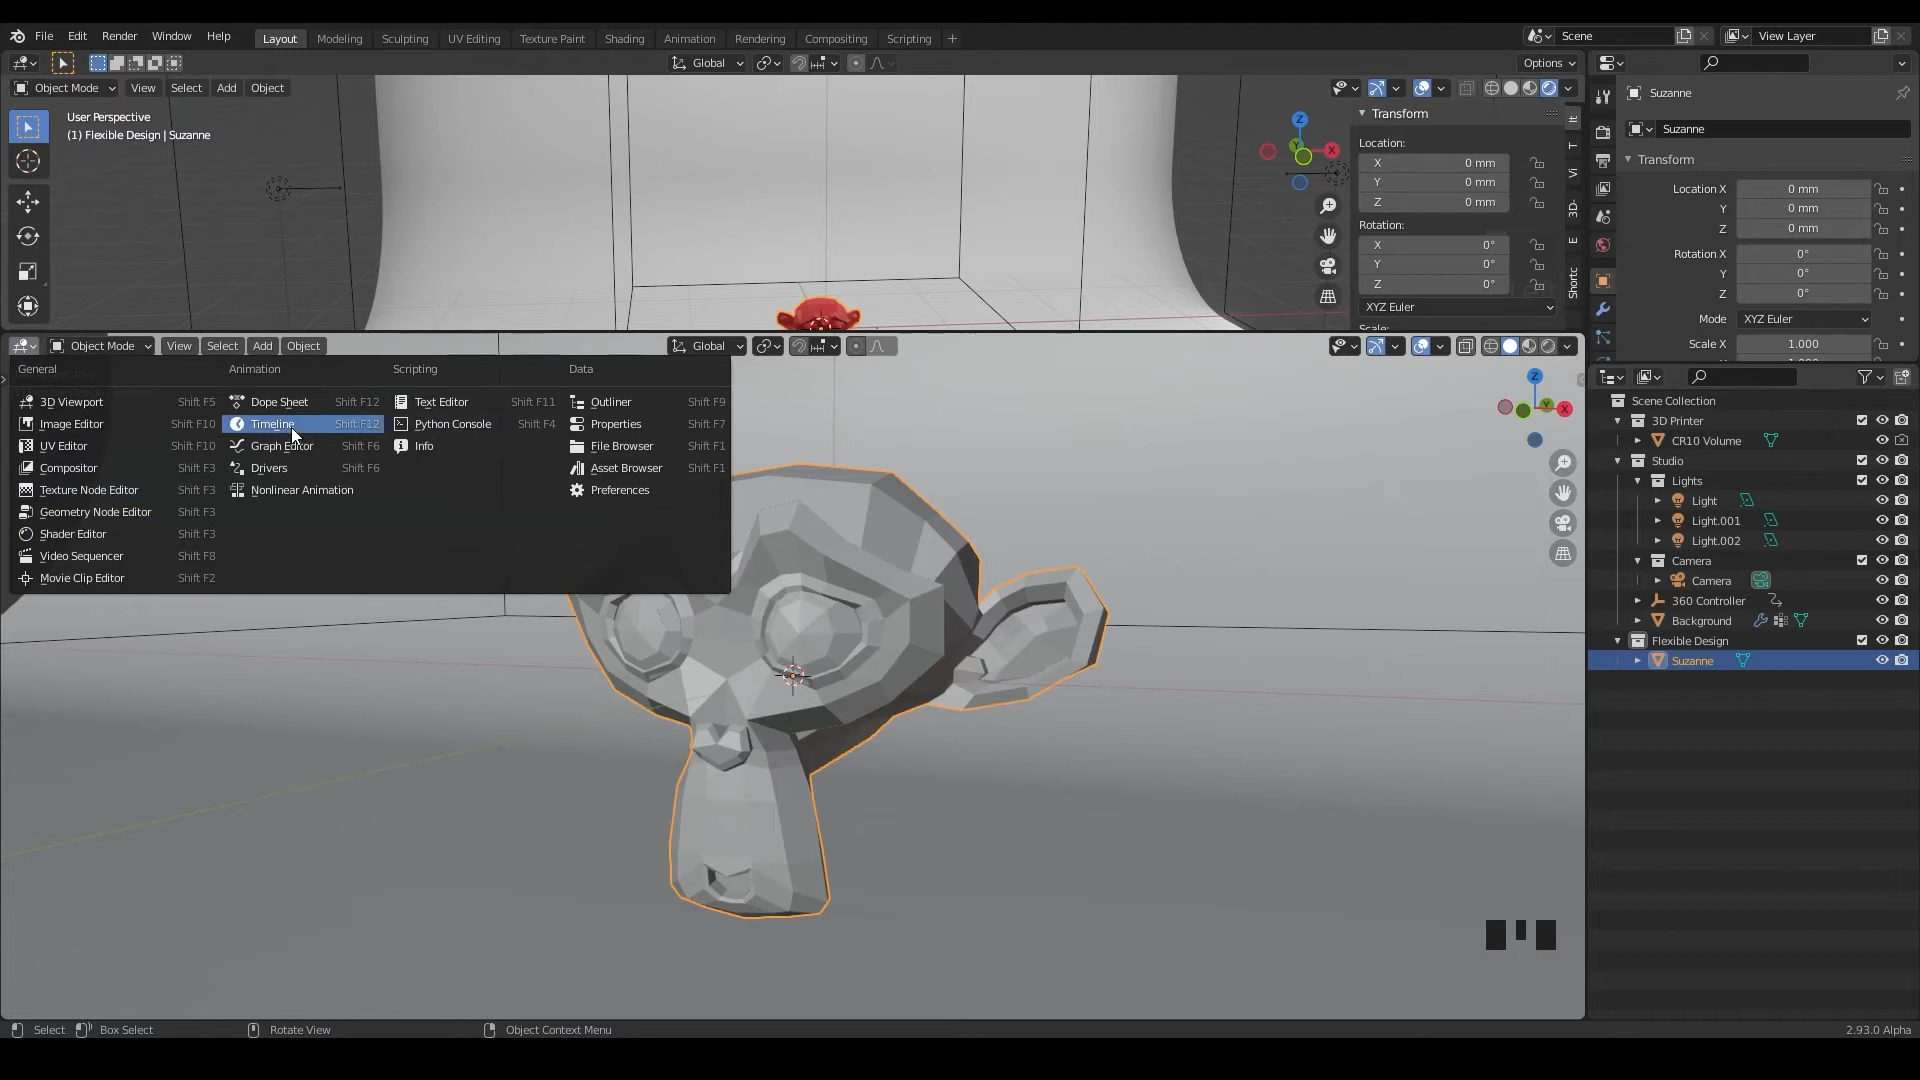 File Edit Render Window Help Layout Modeling Sculpting UV Editing Texture Paint Shading Animation Rendering Compositing Scripting + Scene View Layer
Global Options
Object Mode View Select Add Object
User Perspective
(1) Flexible Design | Suzanne
Z
X
Y
Transform
Location:
X 0 mm
Y 0 mm
Z 0 mm
Rotation:
X 0°
Y 0°
Z 0°
XYZ Euler
Scale:
It
T
Vi
3D-
E
Shortc
Suzanne
Suzanne
Transform
Location X 0 mm
Y 0 mm
Z 0 mm
Rotation X 0°
Y 0°
Z 0°
Mode XYZ Euler
Scale X 1.000
Object Mode View Select Add Object Global
General
3D Viewport Shift F5
Image Editor Shift F10
UV Editor Shift F10
Compositor Shift F3
Texture Node Editor Shift F3
Geometry Node Editor Shift F3
Shader Editor Shift F3
Video Sequencer Shift F8
Movie Clip Editor Shift F2
Animation
Dope Sheet Shift F12
Timeline Shift F12
Graph Editor Shift F6
Drivers Shift F6
Nonlinear Animation
Scripting
Text Editor Shift F11
Python Console Shift F4
Info
Data
Outliner Shift F9
Properties Shift F7
File Browser Shift F1
Asset Browser Shift F1
Preferences
Z
Y
X
Scene Collection
3D Printer
CR10 Volume
Studio
Lights
Light
Light.001
Light.002
Camera
Camera
360 Controller
Background
Flexible Design
Suzanne
Select Box Select Rotate View Object Context Menu 2.93.0 Alpha